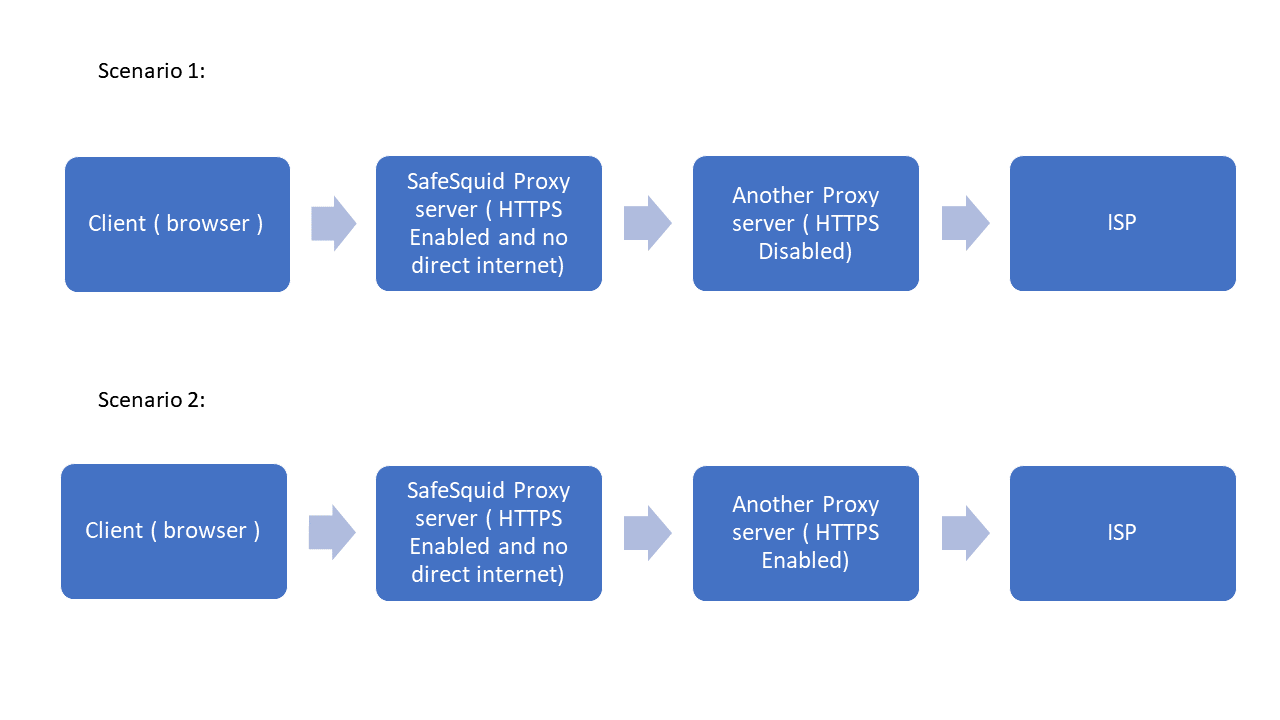 Scenario 1:
Client ( browser )
SafeSquid Proxy
server ( HTTPS
Enabled and no
direct internet)
Another Proxy
server ( HTTPS
Disabled)
ISP
Scenario 2:
Client ( browser )
SafeSquid Proxy
server ( HTTPS
Enabled and no
direct internet)
Another Proxy
server ( HTTPS
Enabled)
ISP